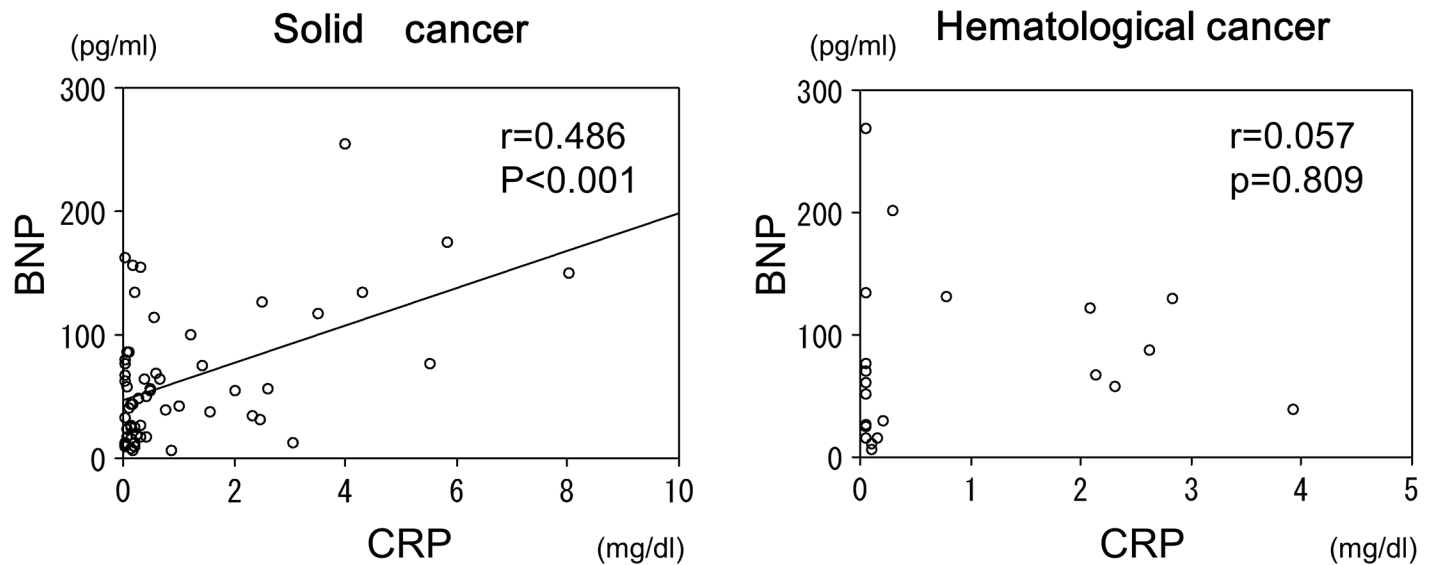 Solid cancer
(pg/ml)
300
200
100
0
BNP
r=0.486
P<0.001
0 2 4 6 8 10
CRP
(mg/dl)
Hematological cancer
(pg/ml)
300
200
100
0
BNP
r=0.057
p=0.809
0 1 2 3 4 5
CRP
(mg/dl)